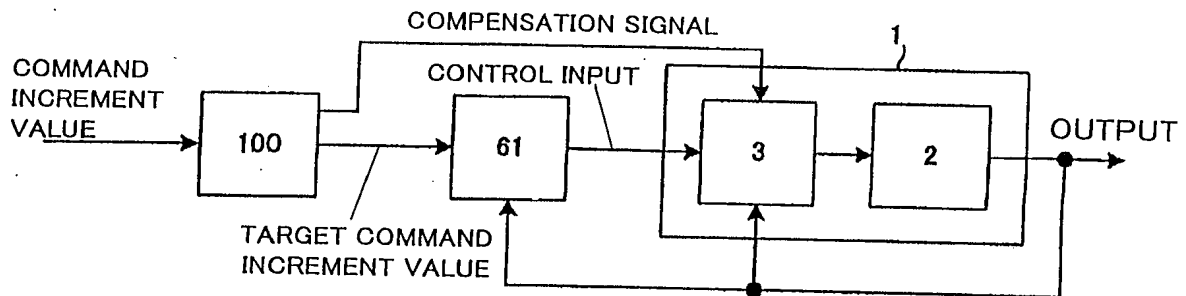 COMPENSATION SIGNAL
1
COMMAND
INCREMENT
VALUE
CONTROL INPUT
OUTPUT
100
61
3
2
TARGET COMMAND
INCREMENT VALUE